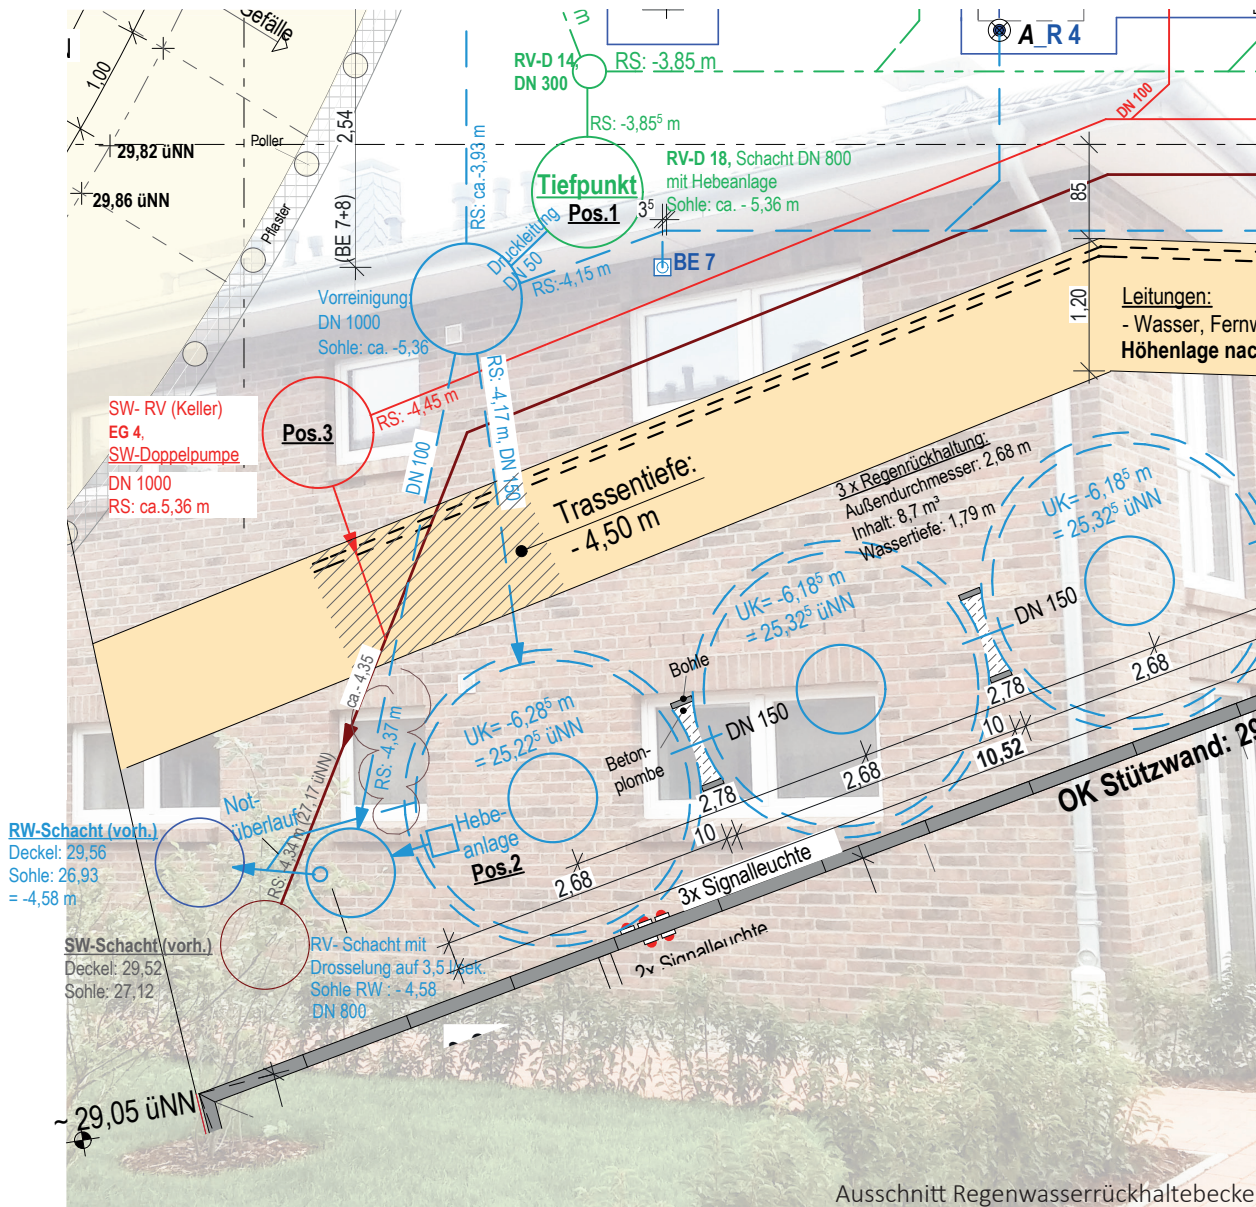 Gefälle
1,00
29,82 üNN
29,86 üNN
Poller
Pflaster
2,54
(BE 7+8)
RS: ca.-3,93 m
RV-D 14,
DN 300
RS: -3,85 m
RS: -3,85⁵ m
Tiefpunkt
Pos.1
RV-D 18, Schacht DN 800
mit Hebeanlage
Sohle: ca. - 5,36 m
3⁵
A_R 4
DN 100
85
1,20
BE 7
Druckleitung
DN 50
RS:-4,15 m
Vorreinigung:
DN 1000
Sohle: ca. -5,36
Leitungen:
- Wasser, Fernw
Höhenlage nac
SW- RV (Keller)
EG 4,
SW-Doppelpumpe
DN 1000
RS: ca.5,36 m
Pos.3
RS: -4,45 m
DN 100
RS: -4,17 m, DN 150
Trassentiefe:
- 4,50 m
3 x Regenrückhaltung:
Außendurchmesser: 2,68 m
Inhalt: 8,7 m³
Wassertiefe: 1,79 m
UK= -6,18⁵ m
= 25,32⁵ üNN
UK= -6,18⁵ m
= 25,32⁵ üNN
DN 150
2,68
2,78
10
10,52
ca.- 4,35
RS: -4,37 m
UK= -6,28⁵ m
= 25,22⁵ üNN
Bohle
DN 150
Beton-
plombe
2,68
2,78
10
OK Stützwand: 29
Not-
überlauf
RS: -4,34 m (27,17 üNN)
Hebe-
anlage
Pos.2
2,68
RW-Schacht (vorh.)
Deckel: 29,56
Sohle: 26,93
= -4,58 m
3x Signalleuchte
2x Signalleuchte
SW-Schacht (vorh.)
Deckel: 29,52
Sohle: 27,12
RV- Schacht mit
Drosselung auf 3,5 l/sek.
Sohle RW : - 4,58
DN 800
~ 29,05 üNN
Ausschnitt Regenwasserrückhaltebecke